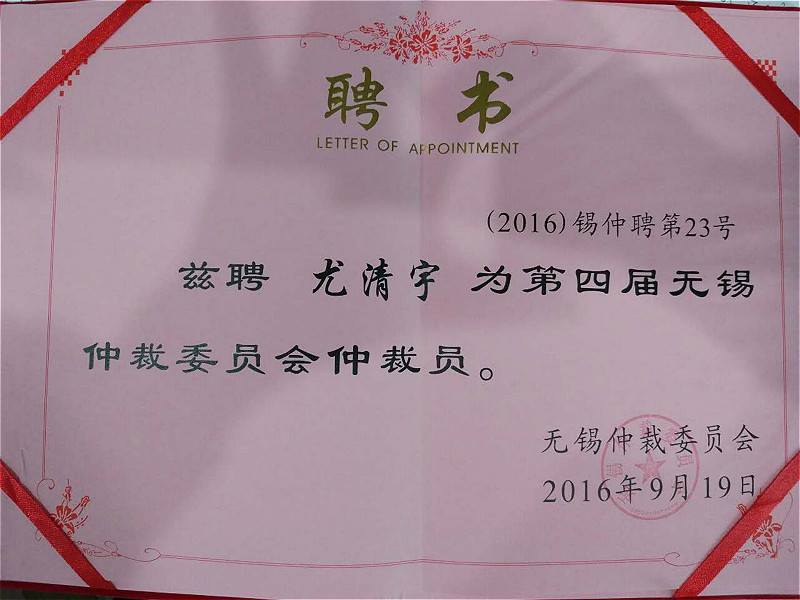 聘 书
LETTER OF APPOINTMENT
(2016)锡仲聘第23号
兹聘 尤清宇 为第四届无锡
仲裁委员会仲裁员。
无锡仲裁委员会
2016年9月19日